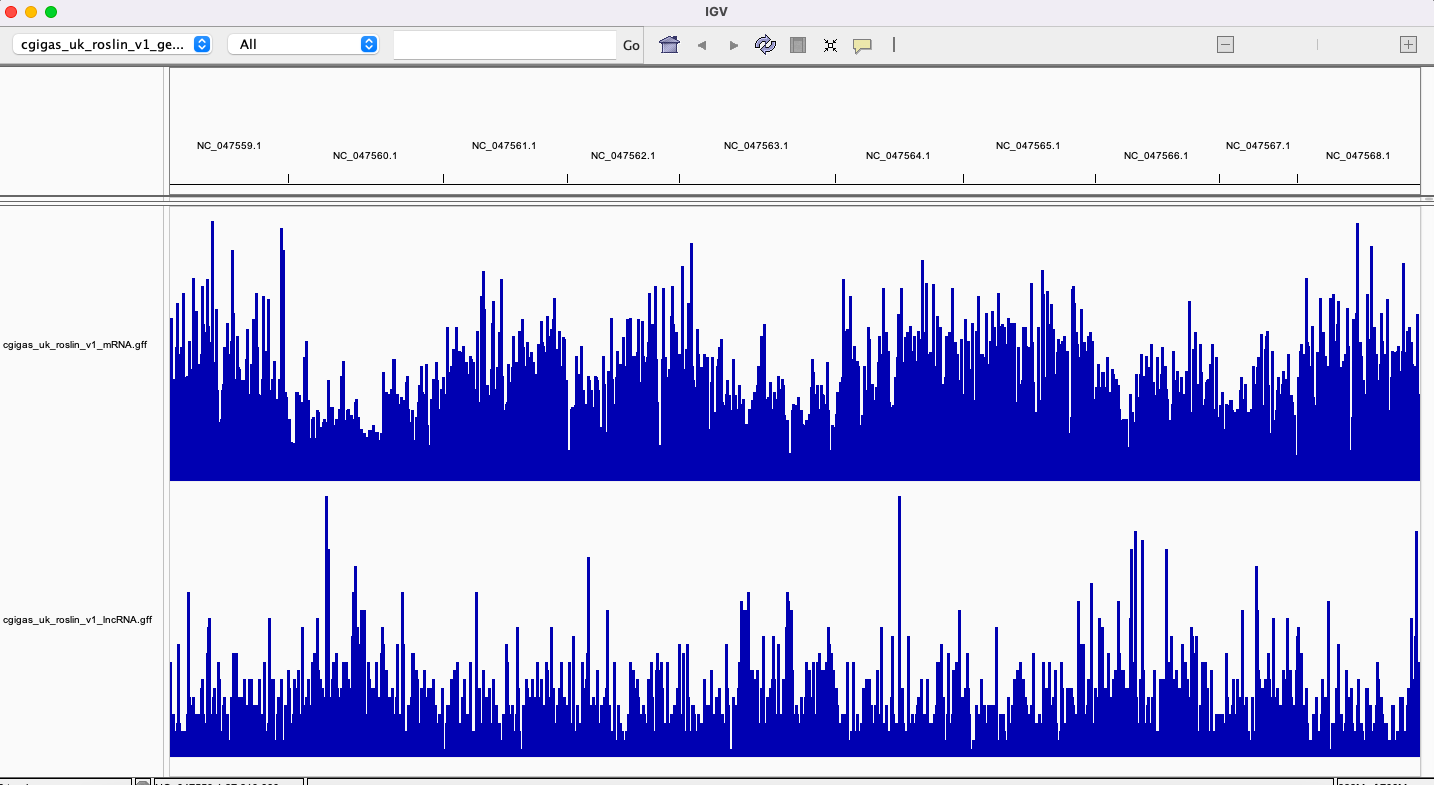 IGV
cgigas_uk_roslin_v1_ge... All Go
NC_047559.1 NC_047560.1 NC_047561.1 NC_047562.1 NC_047563.1 NC_047564.1 NC_047565.1 NC_047566.1 NC_047567.1 NC_047568.1
cgigas_uk_roslin_v1_mRNA.gff
cgigas_uk_roslin_v1_lncRNA.gff